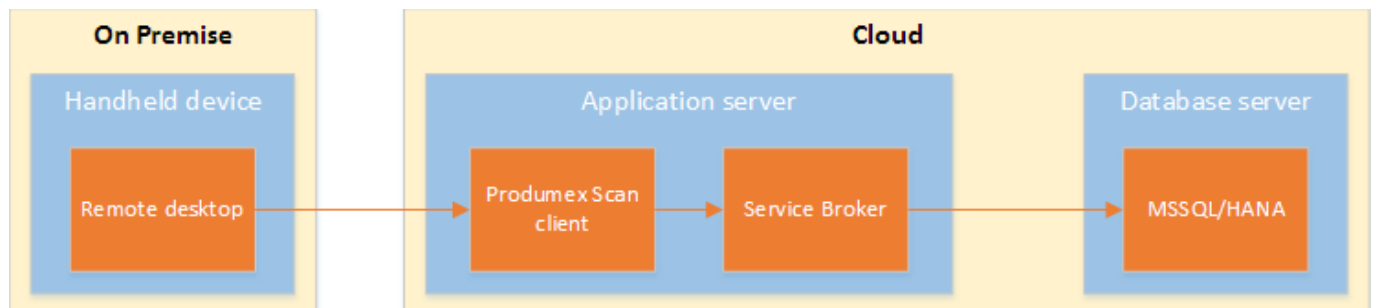 On Premise
Cloud
Handheld device
Application server
Database server
Remote desktop
Produmex Scan
client
Service Broker
MSSQL/HANA